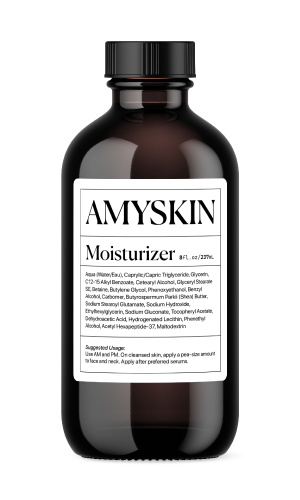 AMYSKIN
Moisturizer 8fl. oz/237mL
Aqua (Water/Eau), Caprylic/Capric Triglyceride, Glycerin,
C12-15 Alkyl Benzoate, Cetearyl Alcohol, Glyceryl Stearate
SE, Betaine, Butylene Glycol, Phenoxyethanol, Benzyl
Alcohol, Carbomer, Butyrospermum Parkii (Shea) Butter,
Sodium Stearoyl Glutamate, Sodium Hydroxide,
Ethylhexylglycerin, Sodium Gluconate, Tocopheryl Acetate,
Dehydroacetic Acid, Hydrogenated Lecithin, Phenethyl
Alcohol, Acetyl Hexapeptide-37, Maltodextrin
Suggested Usage:
Use AM and PM. On cleansed skin, apply a pea-size amount
to face and neck. Apply after preferred serums.